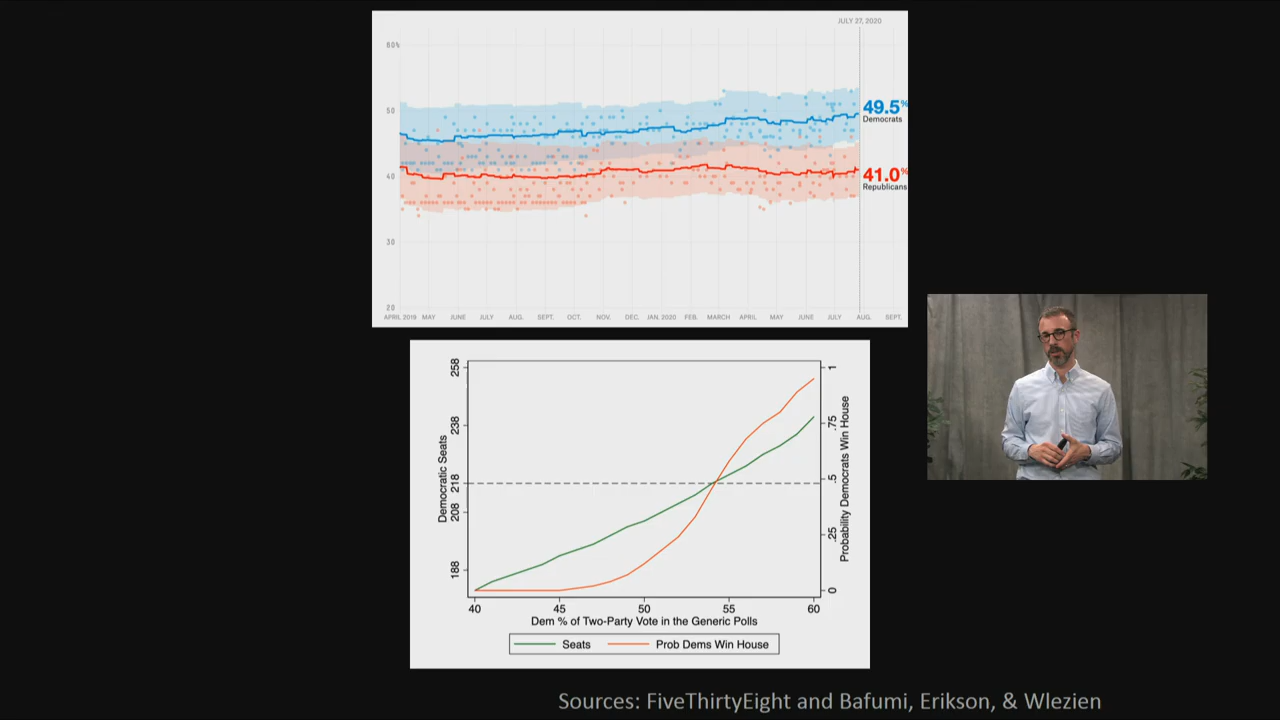 JULY 27, 2020
60%
50
40
30
20
49.5%
Democrats
41.0%
Republicans
APRIL 2019 MAY JUNE JULY AUG. SEPT. OCT. NOV. DEC. JAN. 2020 FEB. MARCH APRIL MAY JUNE JULY AUG. SEPT.
258
238
218
208
188
Democratic Seats
1
.75
.5
.25
0
Probability Democrats Win House
40 45 50 55 60
Dem % of Two-Party Vote in the Generic Polls
Seats Prob Dems Win House
Sources: FiveThirtyEight and Bafumi, Erikson, & Wlezien